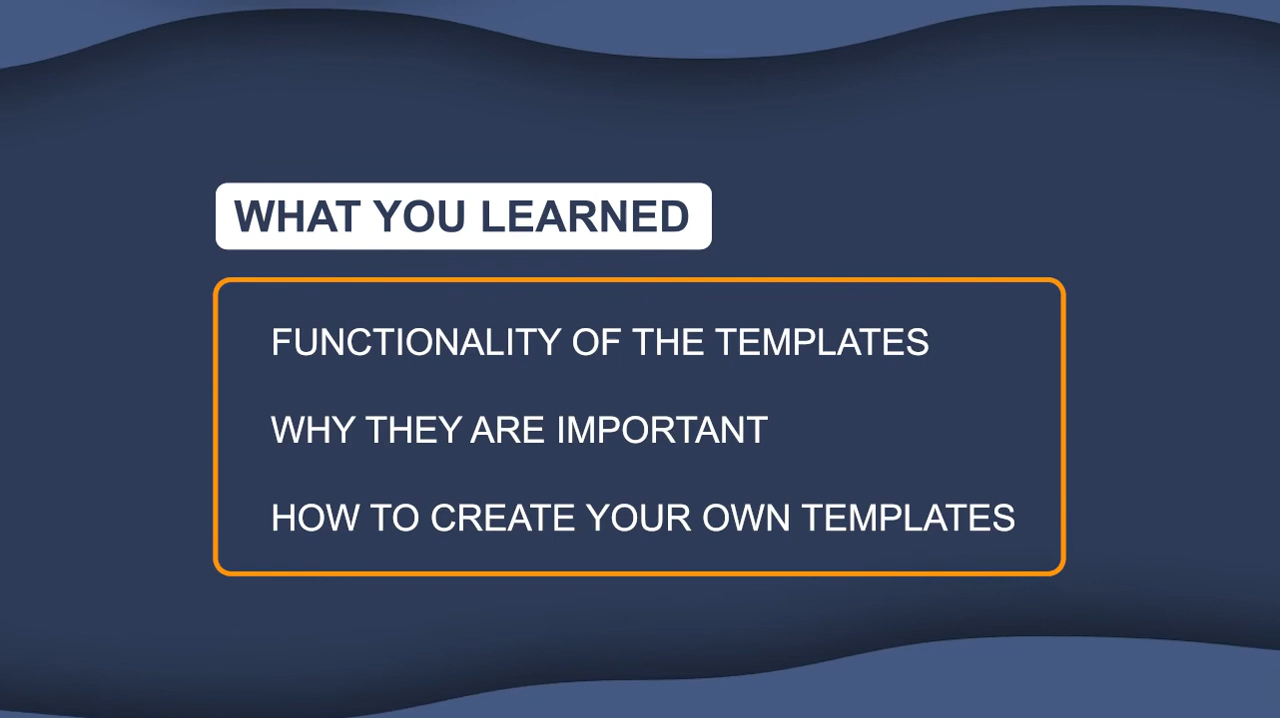 WHAT YOU LEARNED
FUNCTIONALITY OF THE TEMPLATES
WHY THEY ARE IMPORTANT
HOW TO CREATE YOUR OWN TEMPLATES